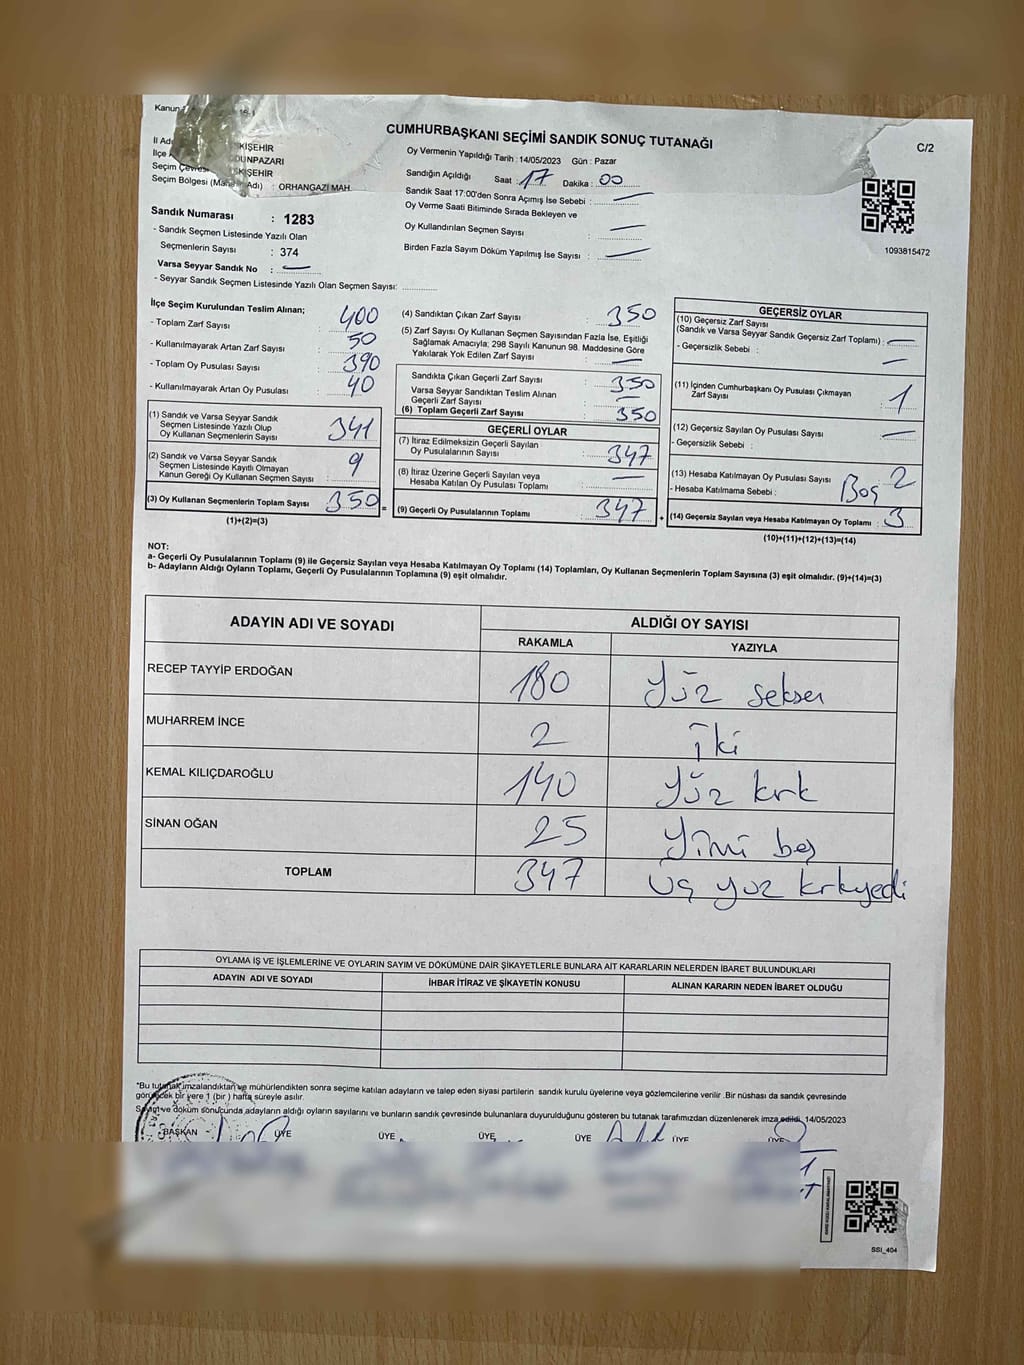 Kanun
CUMHURBAŞKANI SEÇİMİ SANDIK SONUÇ TUTANAĞI
C/2
İl Adı KİŞEHİR
İlçe DUNPAZARI
Seçim Çevresi KİŞEHİR
Seçim Bölgesi (Mahalle Adı) : ORHANGAZİ MAH.
Oy Vermenin Yapıldığı Tarih : 14/05/2023 Gün : Pazar
Sandığın Açıldığı Saat : 17 Dakika : 00
Sandık Saat 17:00'den Sonra Açımış İse Sebebi : —
Oy Verme Saati Bitiminde Sırada Bekleyen ve
Oy Kullandırılan Seçmen Sayısı : —
Birden Fazla Sayım Döküm Yapılmış İse Sayısı : —
1093815472
Sandık Numarası : 1283
- Sandık Seçmen Listesinde Yazılı Olan
Seçmenlerin Sayısı : 374
Varsa Seyyar Sandık No : —
- Seyyar Sandık Seçmen Listesinde Yazılı Olan Seçmen Sayısı:
İlçe Seçim Kurulundan Teslim Alınan;
- Toplam Zarf Sayısı : 400
- Kullanılmayarak Artan Zarf Sayısı : 50
- Toplam Oy Pusulası Sayısı : 390
- Kullanılmayarak Artan Oy Pusulası : 40
(1) Sandık ve Varsa Seyyar Sandık
Seçmen Listesinde Yazılı Olup
Oy Kullanan Seçmenlerin Sayısı 341
(2) Sandık ve Varsa Seyyar Sandık
Seçmen Listesinde Kayıtlı Olmayan
Kanun Gereği Oy Kullanan Seçmen Sayısı : 9
(3) Oy Kullanan Seçmenlerin Toplam Sayısı : 350 =
(1)+(2)=(3)
(4) Sandıktan Çıkan Zarf Sayısı : 350
(5) Zarf Sayısı Oy Kullanan Seçmen Sayısından Fazla İse, Eşitliği
Sağlamak Amacıyla; 298 Sayılı Kanunun 98. Maddesine Göre
Yakılarak Yok Edilen Zarf Sayısı : —
Sandıkta Çıkan Geçerli Zarf Sayısı : 350
Varsa Seyyar Sandıktan Teslim Alınan
Geçerli Zarf Sayısı : —
(6) Toplam Geçerli Zarf Sayısı : 350
GEÇERLİ OYLAR
(7) İtiraz Edilmeksizin Geçerli Sayılan
Oy Pusulalarının Sayısı : 347
(8) İtiraz Üzerine Geçerli Sayılan veya
Hesaba Katılan Oy Pusulası Toplamı : —
(9) Geçerli Oy Pusulalarının Toplamı : 347 +
GEÇERSİZ OYLAR
(10) Geçersiz Zarf Sayısı
(Sandık ve Varsa Seyyar Sandık Geçersiz Zarf Toplamı) : —
- Geçersizlik Sebebi : —
(11) İçinden Cumhurbaşkanı Oy Pusulası Çıkmayan
Zarf Sayısı : 1
(12) Geçersiz Sayılan Oy Pusulası Sayısı : —
- Geçersizlik Sebebi :
(13) Hesaba Katılmayan Oy Pusulası Sayısı : 2
- Hesaba Katılmama Sebebi : Boş
(14) Geçersiz Sayılan veya Hesaba Katılmayan Oy Toplamı : 3
(10)+(11)+(12)+(13)=(14)
NOT:
a- Geçerli Oy Pusulalarının Toplamı (9) ile Geçersiz Sayılan veya Hesaba Katılmayan Oy Toplamı (14) Toplamları, Oy Kullanan Seçmenlerin Toplam Sayısına (3) eşit olmalıdır. (9)+(14)=(3)
b- Adayların Aldığı Oyların Toplamı, Geçerli Oy Pusulalarının Toplamına (9) eşit olmalıdır.
ADAYIN ADI VE SOYADI ALDIĞI OY SAYISI
RAKAMLA YAZIYLA
RECEP TAYYİP ERDOĞAN 180 Yüz seksen
MUHARREM İNCE 2 iki
KEMAL KILIÇDAROĞLU 140 Yüz kırk
SİNAN OĞAN 25 Yirmi beş
TOPLAM 347 Üç yüz kırkyedi
OYLAMA İŞ VE İŞLEMLERİNE VE OYLARIN SAYIM VE DÖKÜMÜNE DAİR ŞİKAYETLERLE BUNLARA AİT KARARLARIN NELERDEN İBARET BULUNDUKLARI
ADAYIN ADI VE SOYADI İHBAR İTİRAZ VE ŞİKAYETİN KONUSU ALINAN KARARIN NEDEN İBARET OLDUĞU
*Bu tutanak imzalandıktan ve mühürlendikten sonra seçime katılan adayların ve talep eden siyasi partilerin sandık kurulu üyelerine veya gözlemcilerine verilir .Bir nüshası da sandık çevresinde
görülecek bir yere 1 (bir ) hafta süreyle asılır.
Sayım ve döküm sonucunda adayların aldığı oyların sayılarını ve bunların sandık çevresinde bulunanlara duyurulduğunu gösteren bu tutanak tarafımızdan düzenlenerek imza edildi. 14/05/2023
BAŞKAN ÜYE ÜYE ÜYE ÜYE ÜYE ÜYE
SSI_404